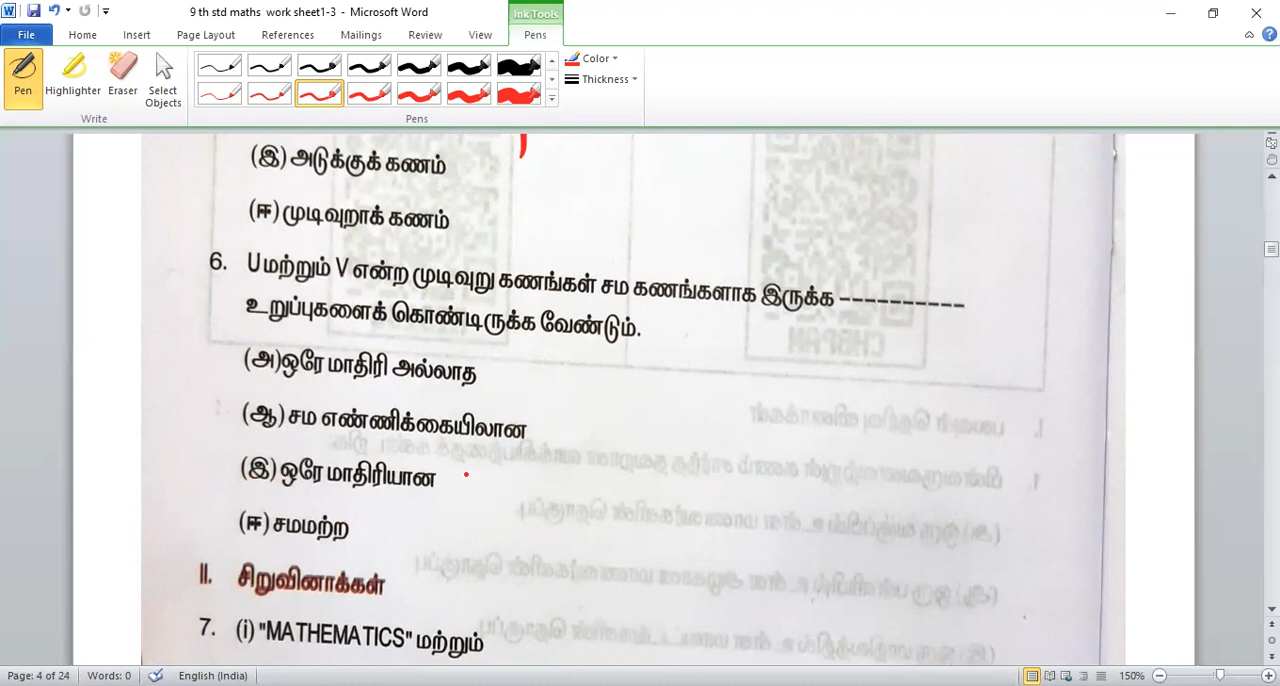 9 th std maths  work sheet1-3  -  Microsoft Word
Ink Tools
File Home Insert Page Layout References Mailings Review View Pens
Pen Highlighter Eraser Select Objects
Color
Thickness
Write Pens
(இ) அடுக்குக் கணம்
(ஈ) முடிவுறாக் கணம்
6. U மற்றும் V என்ற முடிவுறு கணங்கள் சம கணங்களாக இருக்க ----------
உறுப்புகளைக் கொண்டிருக்க வேண்டும்.
(அ) ஒரே மாதிரி அல்லாத
(ஆ) சம எண்ணிக்கையிலான
(இ) ஒரே மாதிரியான
(ஈ) சமமற்ற
II. சிறுவினாக்கள்
7. (i) "MATHEMATICS" மற்றும்
Page: 4 of 24 Words: 0 English (India) 150%